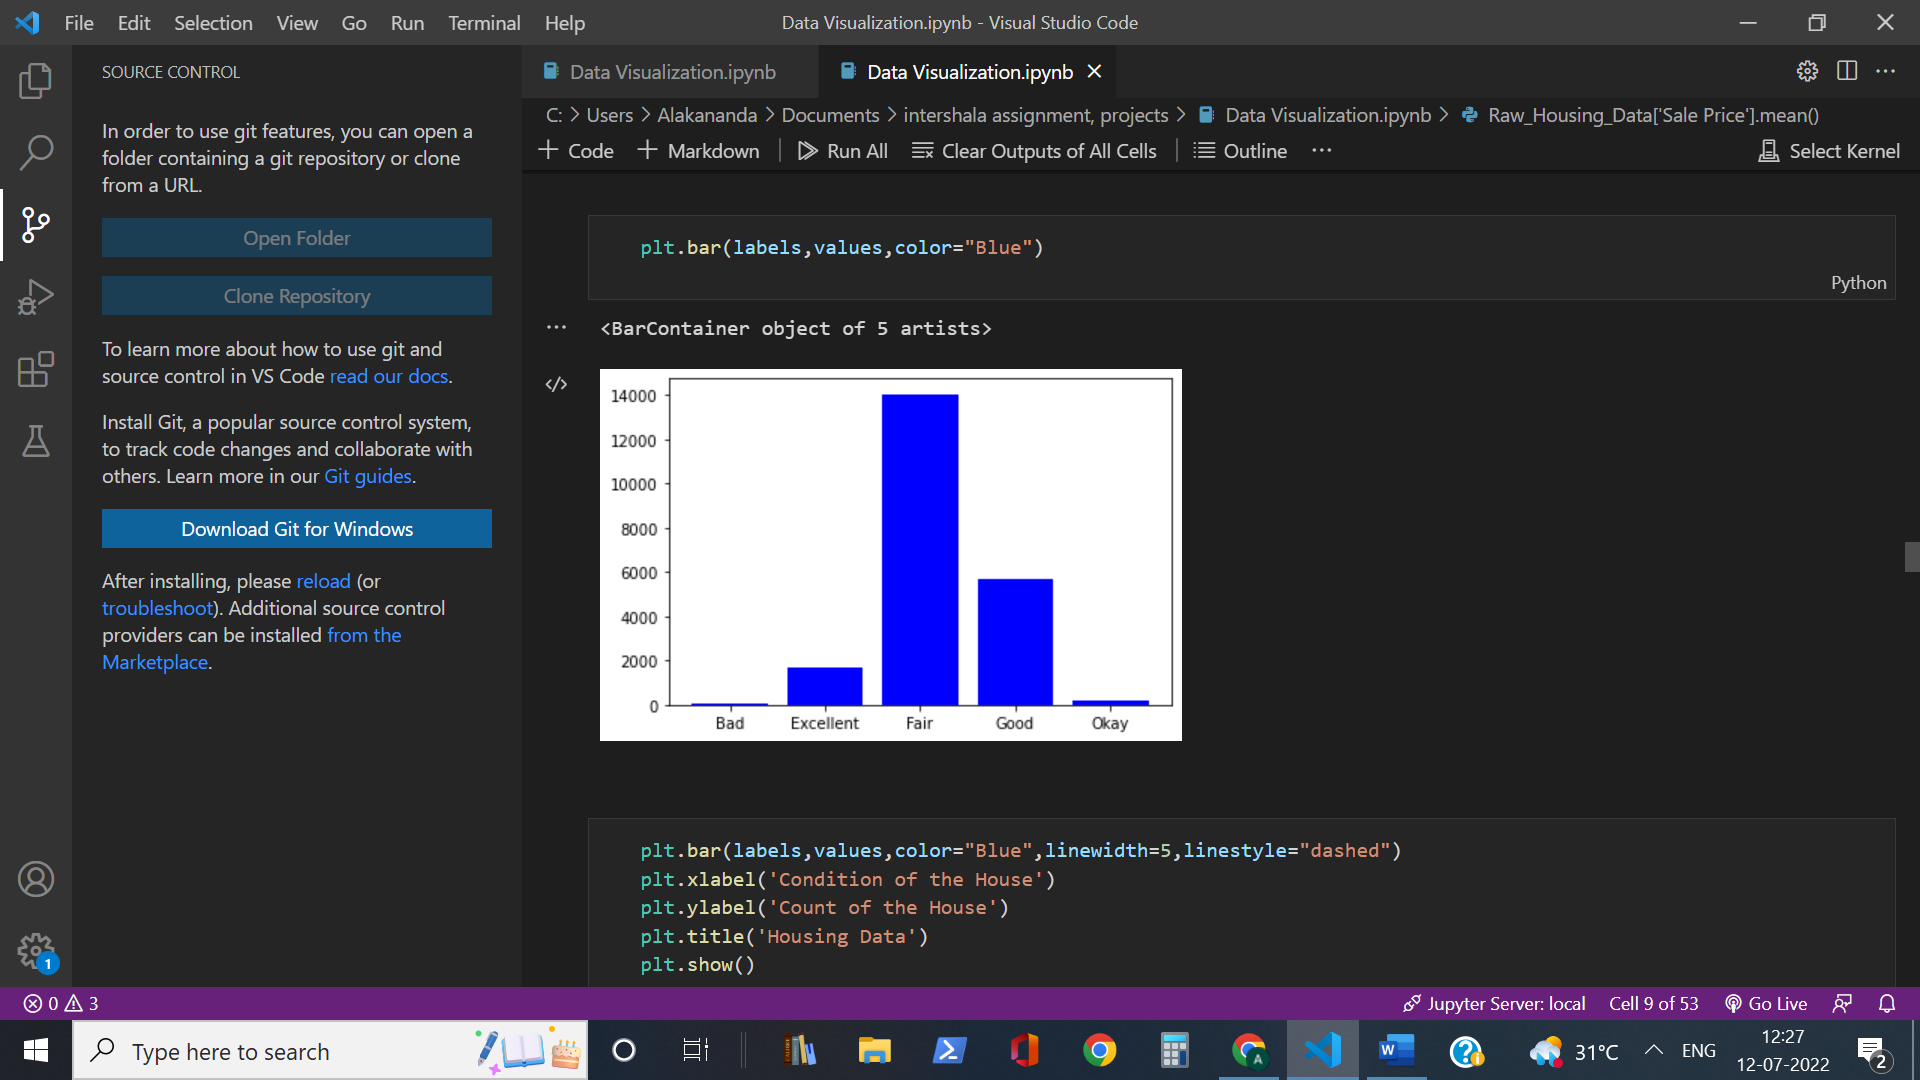 File Edit Selection View Go Run Terminal Help
Data Visualization.ipynb - Visual Studio Code
SOURCE CONTROL
In order to use git features, you can open a
folder containing a git repository or clone
from a URL.
Open Folder
Clone Repository
To learn more about how to use git and
source control in VS Code read our docs.
Install Git, a popular source control system,
to track code changes and collaborate with
others. Learn more in our Git guides.
Download Git for Windows
After installing, please reload (or
troubleshoot). Additional source control
providers can be installed from the
Marketplace.
Data Visualization.ipynb
Data Visualization.ipynb
C: > Users > Alakananda > Documents > intershala assignment, projects > Data Visualization.ipynb > Raw_Housing_Data['Sale Price'].mean()
+ Code + Markdown Run All Clear Outputs of All Cells Outline ... Select Kernel
plt.bar(labels,values,color="Blue")
Python
<BarContainer object of 5 artists>
14000
12000
10000
8000
6000
4000
2000
0
Bad Excellent Fair Good Okay
plt.bar(labels,values,color="Blue",linewidth=5,linestyle="dashed")
plt.xlabel('Condition of the House')
plt.ylabel('Count of the House')
plt.title('Housing Data')
plt.show()
1
0 3
Jupyter Server: local Cell 9 of 53 Go Live
Type here to search
A
W
31°C ENG
12:27
12-07-2022
2